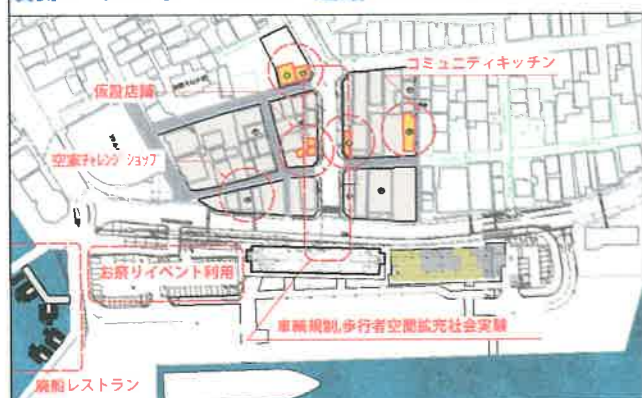 コミュニティキッチン
仮設店舗
空家チャレンジショップ
お祭りイベント利用
車輌規制,歩行者空間拡充社会実験
廃船レストラン